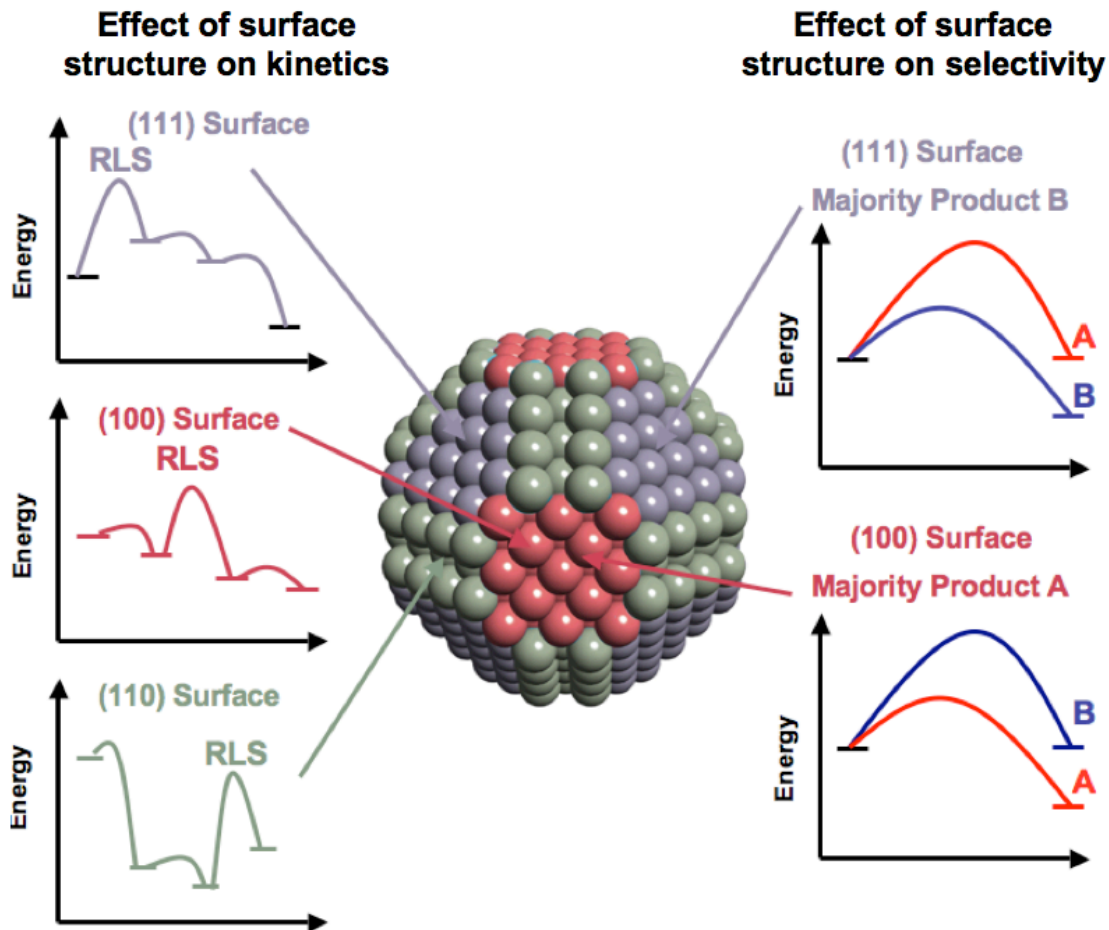 Effect of surface
structure on kinetics
(111) Surface
RLS
Energy
(100) Surface
RLS
Energy
(110) Surface
RLS
Energy
Effect of surface
structure on selectivity
(111) Surface
Majority Product B
Energy
A
B
(100) Surface
Majority Product A
Energy
B
A